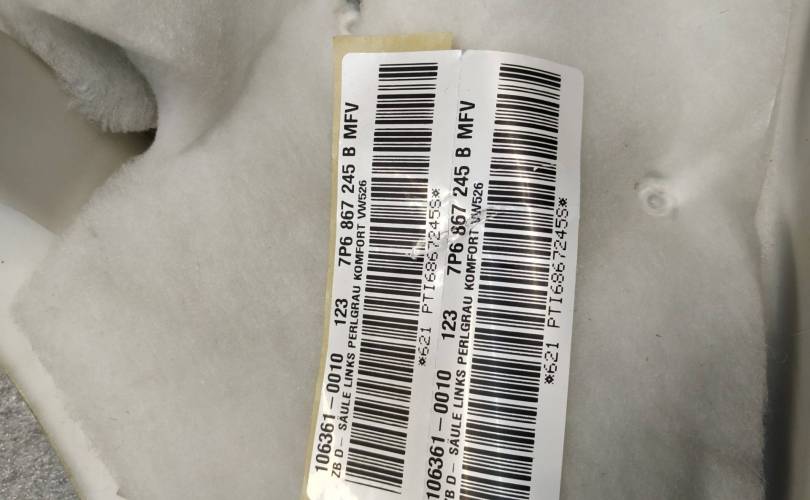 106361-0010 123 7P6 867 245 B MFV
ZB D - SÄULE LINKS PERLGRAU KOMFORT VW526
*621 PTI6867245S*
106361-0010 123 7P6 867 245 B MFV
ZB D - SÄULE LINKS PERLGRAU KOMFORT VW526
*621 PTI6867245S*